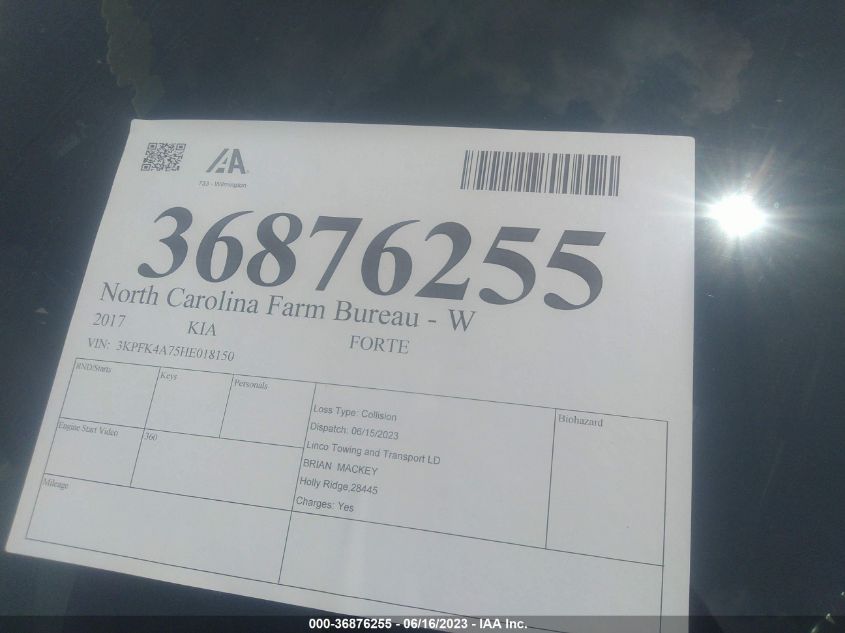 IAA
733 - Wilmington
36876255
North Carolina Farm Bureau - W
2017 KIA FORTE
VIN: 3KPFK4A75HE018150
RND/Starts Keys Personals
Loss Type: Collision
Dispatch: 06/15/2023
Linco Towing and Transport LD
BRIAN MACKEY
Holly Ridge,28445
Charges: Yes
Biohazard
Engine Start Video 360
Mileage
000-36876255 - 06/16/2023 - IAA Inc.